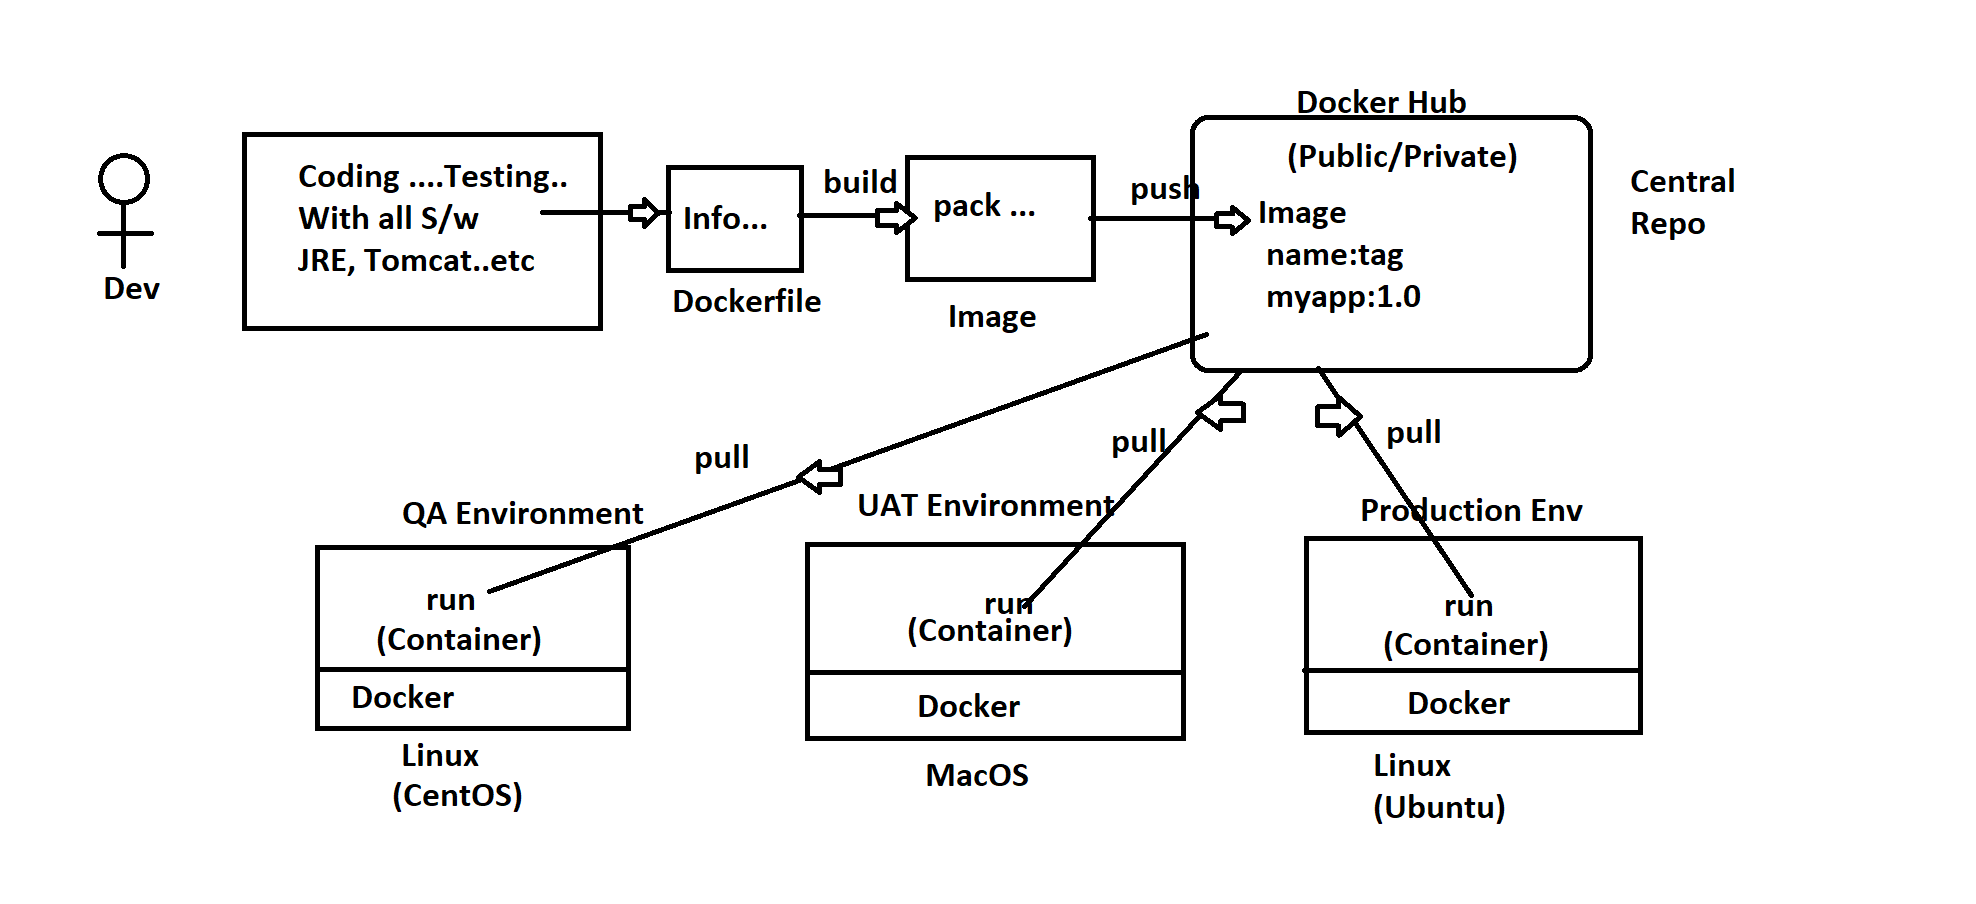 Docker Hub
(Public/Private)
Coding ....Testing..
With all S/w
JRE, Tomcat..etc
Dev
Info...
Dockerfile
build
pack ...
Image
push
Image
name:tag
myapp:1.0
Central
Repo
pull
pull
pull
QA Environment
run
(Container)
Docker
Linux
(CentOS)
UAT Environment
run
(Container)
Docker
MacOS
Production Env
run
(Container)
Docker
Linux
(Ubuntu)